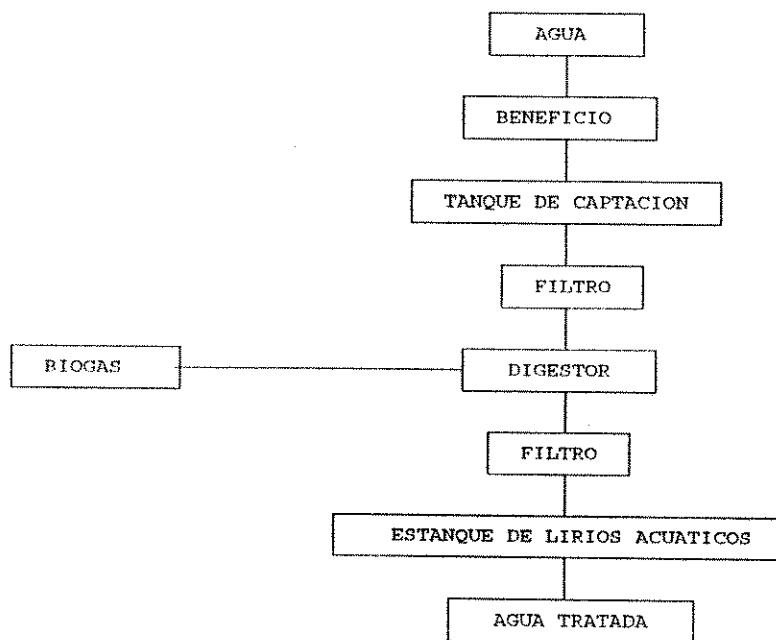 AGUA
BENEFICIO
TANQUE DE CAPTACION
FILTRO
BIOGAS
DIGESTOR
FILTRO
ESTANQUE DE LIRIOS ACUATICOS
AGUA TRATADA